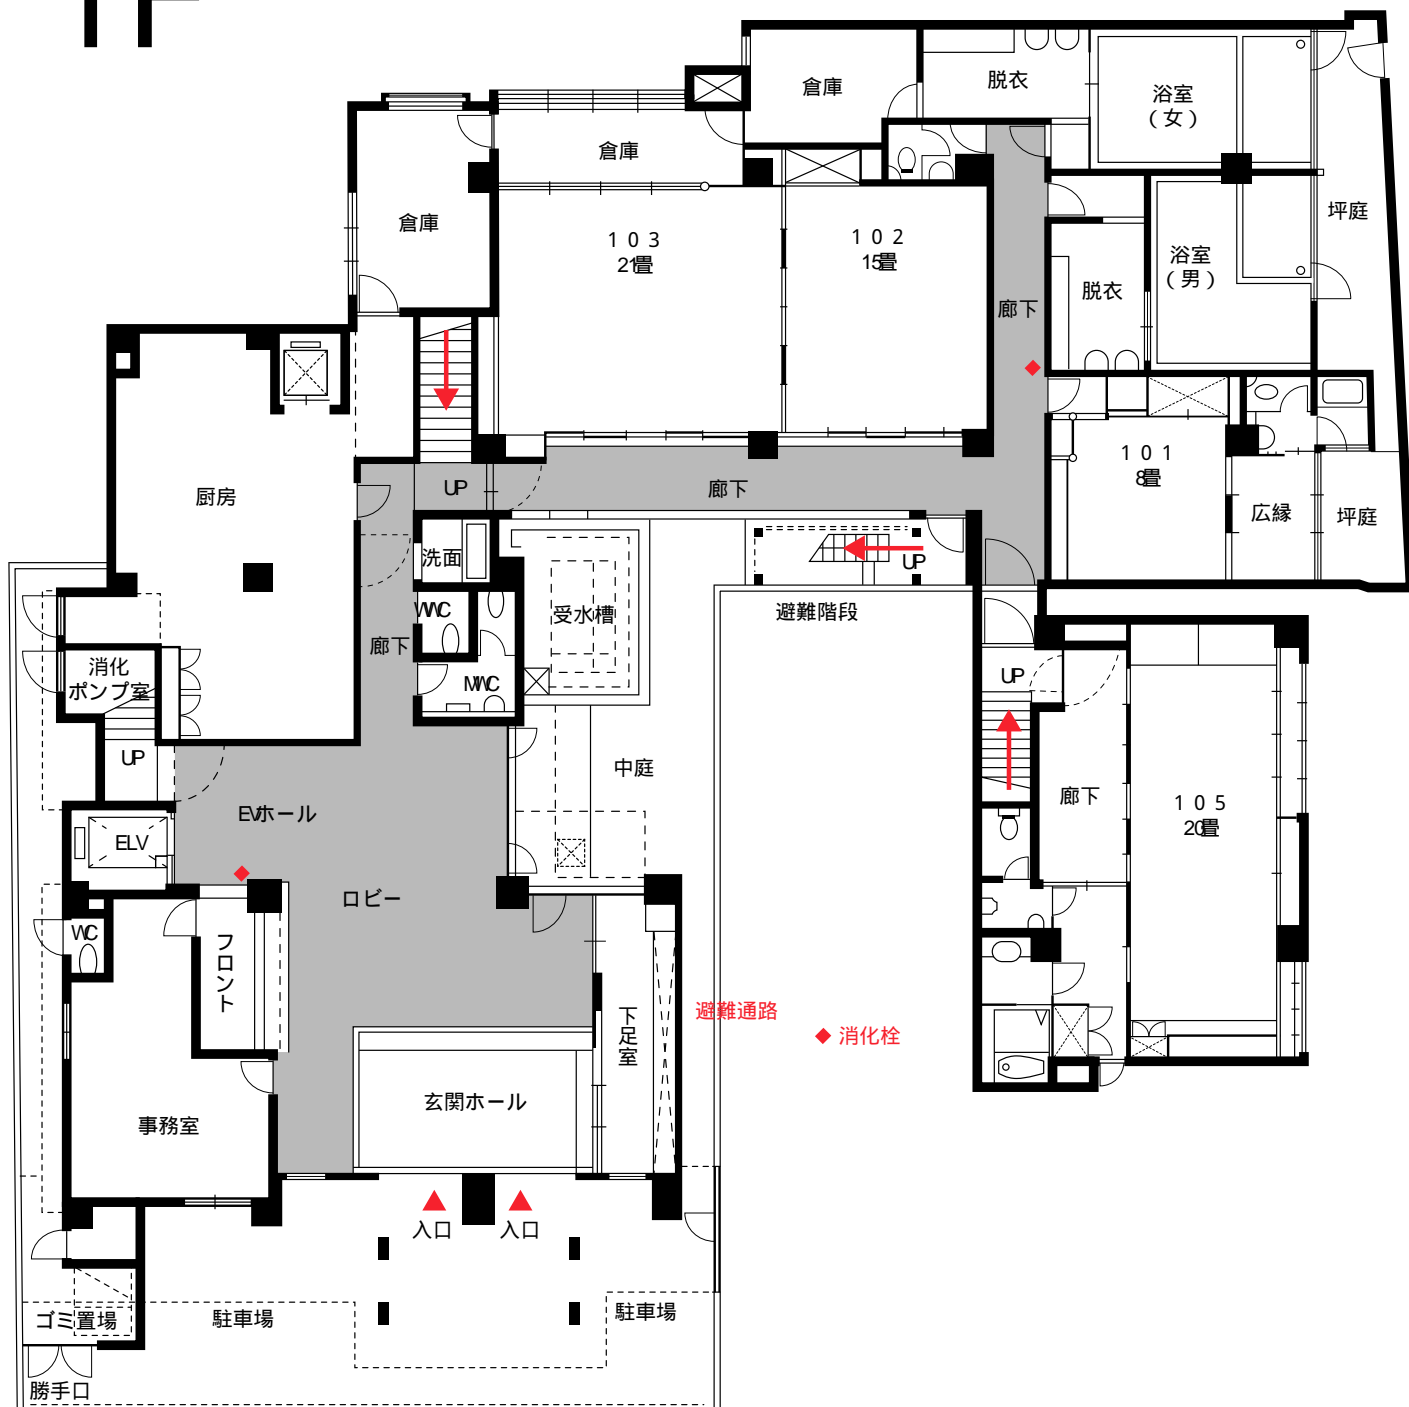 倉庫
脱衣
浴室
（女）
倉庫
倉庫
坪庭
103
21畳
102
15畳
浴室
（男）
脱衣
廊下
101
8畳
厨房
UP
廊下
広縁
坪庭
洗面
UP
WWC
受水槽
避難階段
廊下
消化
ポンプ室
MWC
UP
UP
中庭
廊下
105
20畳
EVホール
ELV
ロビー
WC
フロント
下足室
避難通路
消化栓
玄関ホール
事務室
入口
入口
ゴミ置場
駐車場
駐車場
勝手口